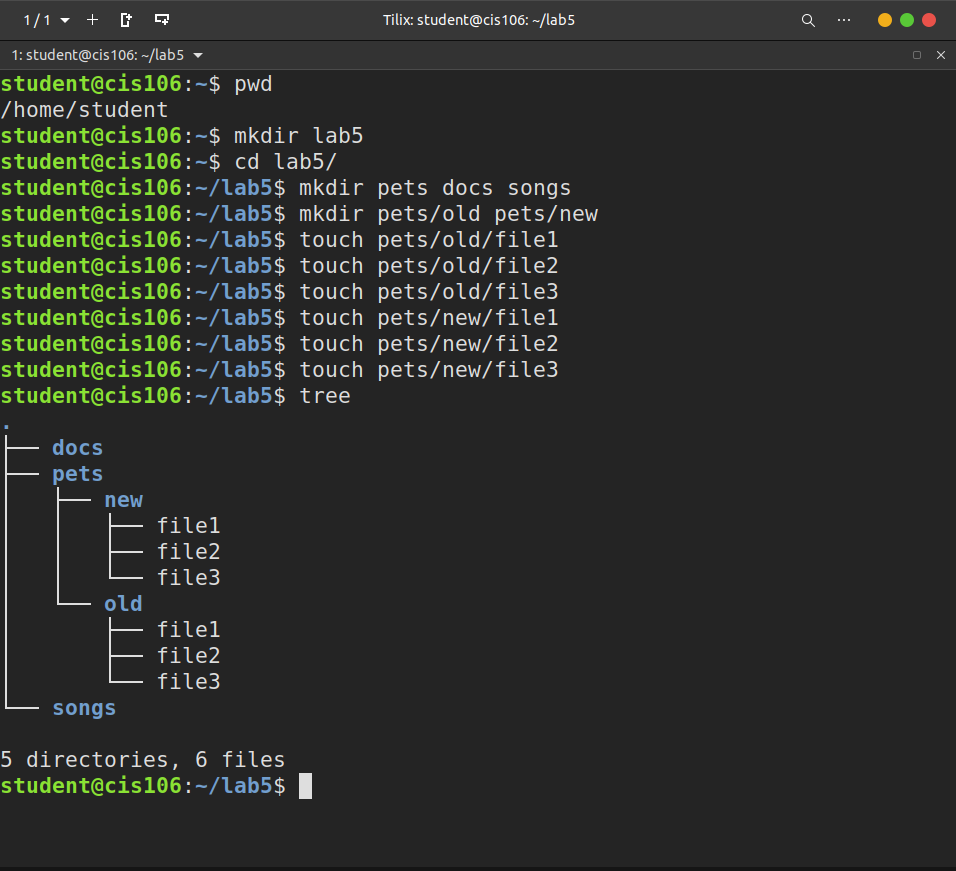 1 / 1
Tilix: student@cis106: ~/lab5
1: student@cis106: ~/lab5
student@cis106:~$ pwd
/home/student
student@cis106:~$ mkdir lab5
student@cis106:~$ cd lab5/
student@cis106:~/lab5$ mkdir pets docs songs
student@cis106:~/lab5$ mkdir pets/old pets/new
student@cis106:~/lab5$ touch pets/old/file1
student@cis106:~/lab5$ touch pets/old/file2
student@cis106:~/lab5$ touch pets/old/file3
student@cis106:~/lab5$ touch pets/new/file1
student@cis106:~/lab5$ touch pets/new/file2
student@cis106:~/lab5$ touch pets/new/file3
student@cis106:~/lab5$ tree
.
├── docs
├── pets
│   ├── new
│   │   ├── file1
│   │   ├── file2
│   │   └── file3
│   └── old
│       ├── file1
│       ├── file2
│       └── file3
└── songs
5 directories, 6 files
student@cis106:~/lab5$